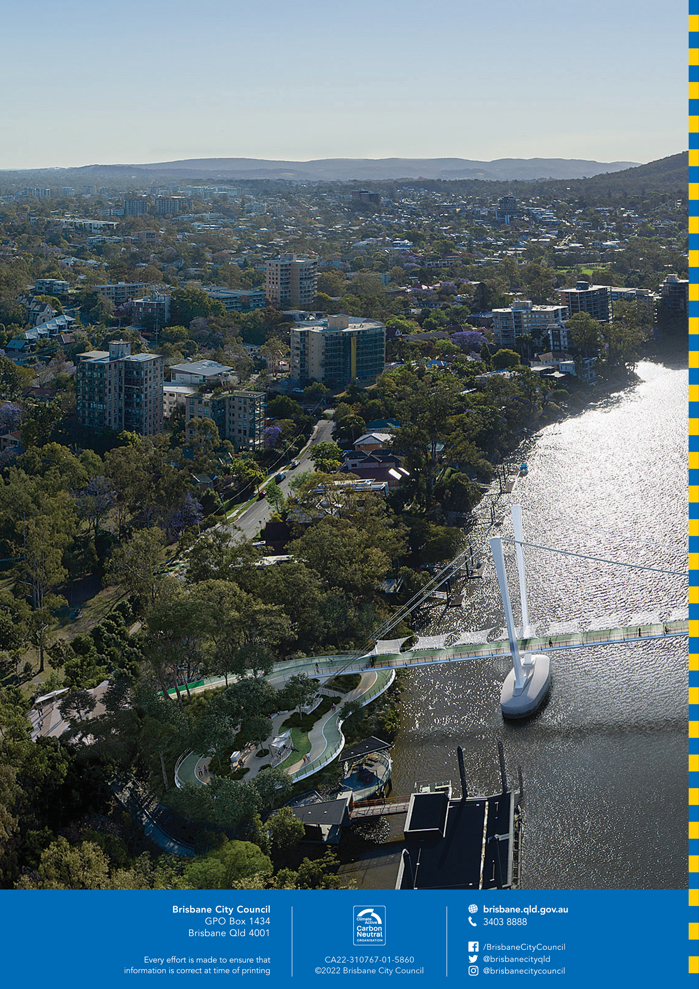 Brisbane City Council
GPO Box 1434
Brisbane Qld 4001
Every effort is made to ensure that
information is correct at time of printing
Climate
Active
Carbon
Neutral
ORGANISATION
CA22-310767-01-5860
©2022 Brisbane City Council
brisbane.qld.gov.au
3403 8888
/BrisbaneCityCouncil
@brisbanecityqld
@brisbanecitycouncil